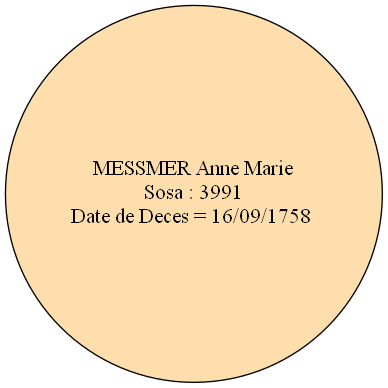 MESSMER Anne Marie
Sosa : 3991
Date de Deces = 16/09/1758